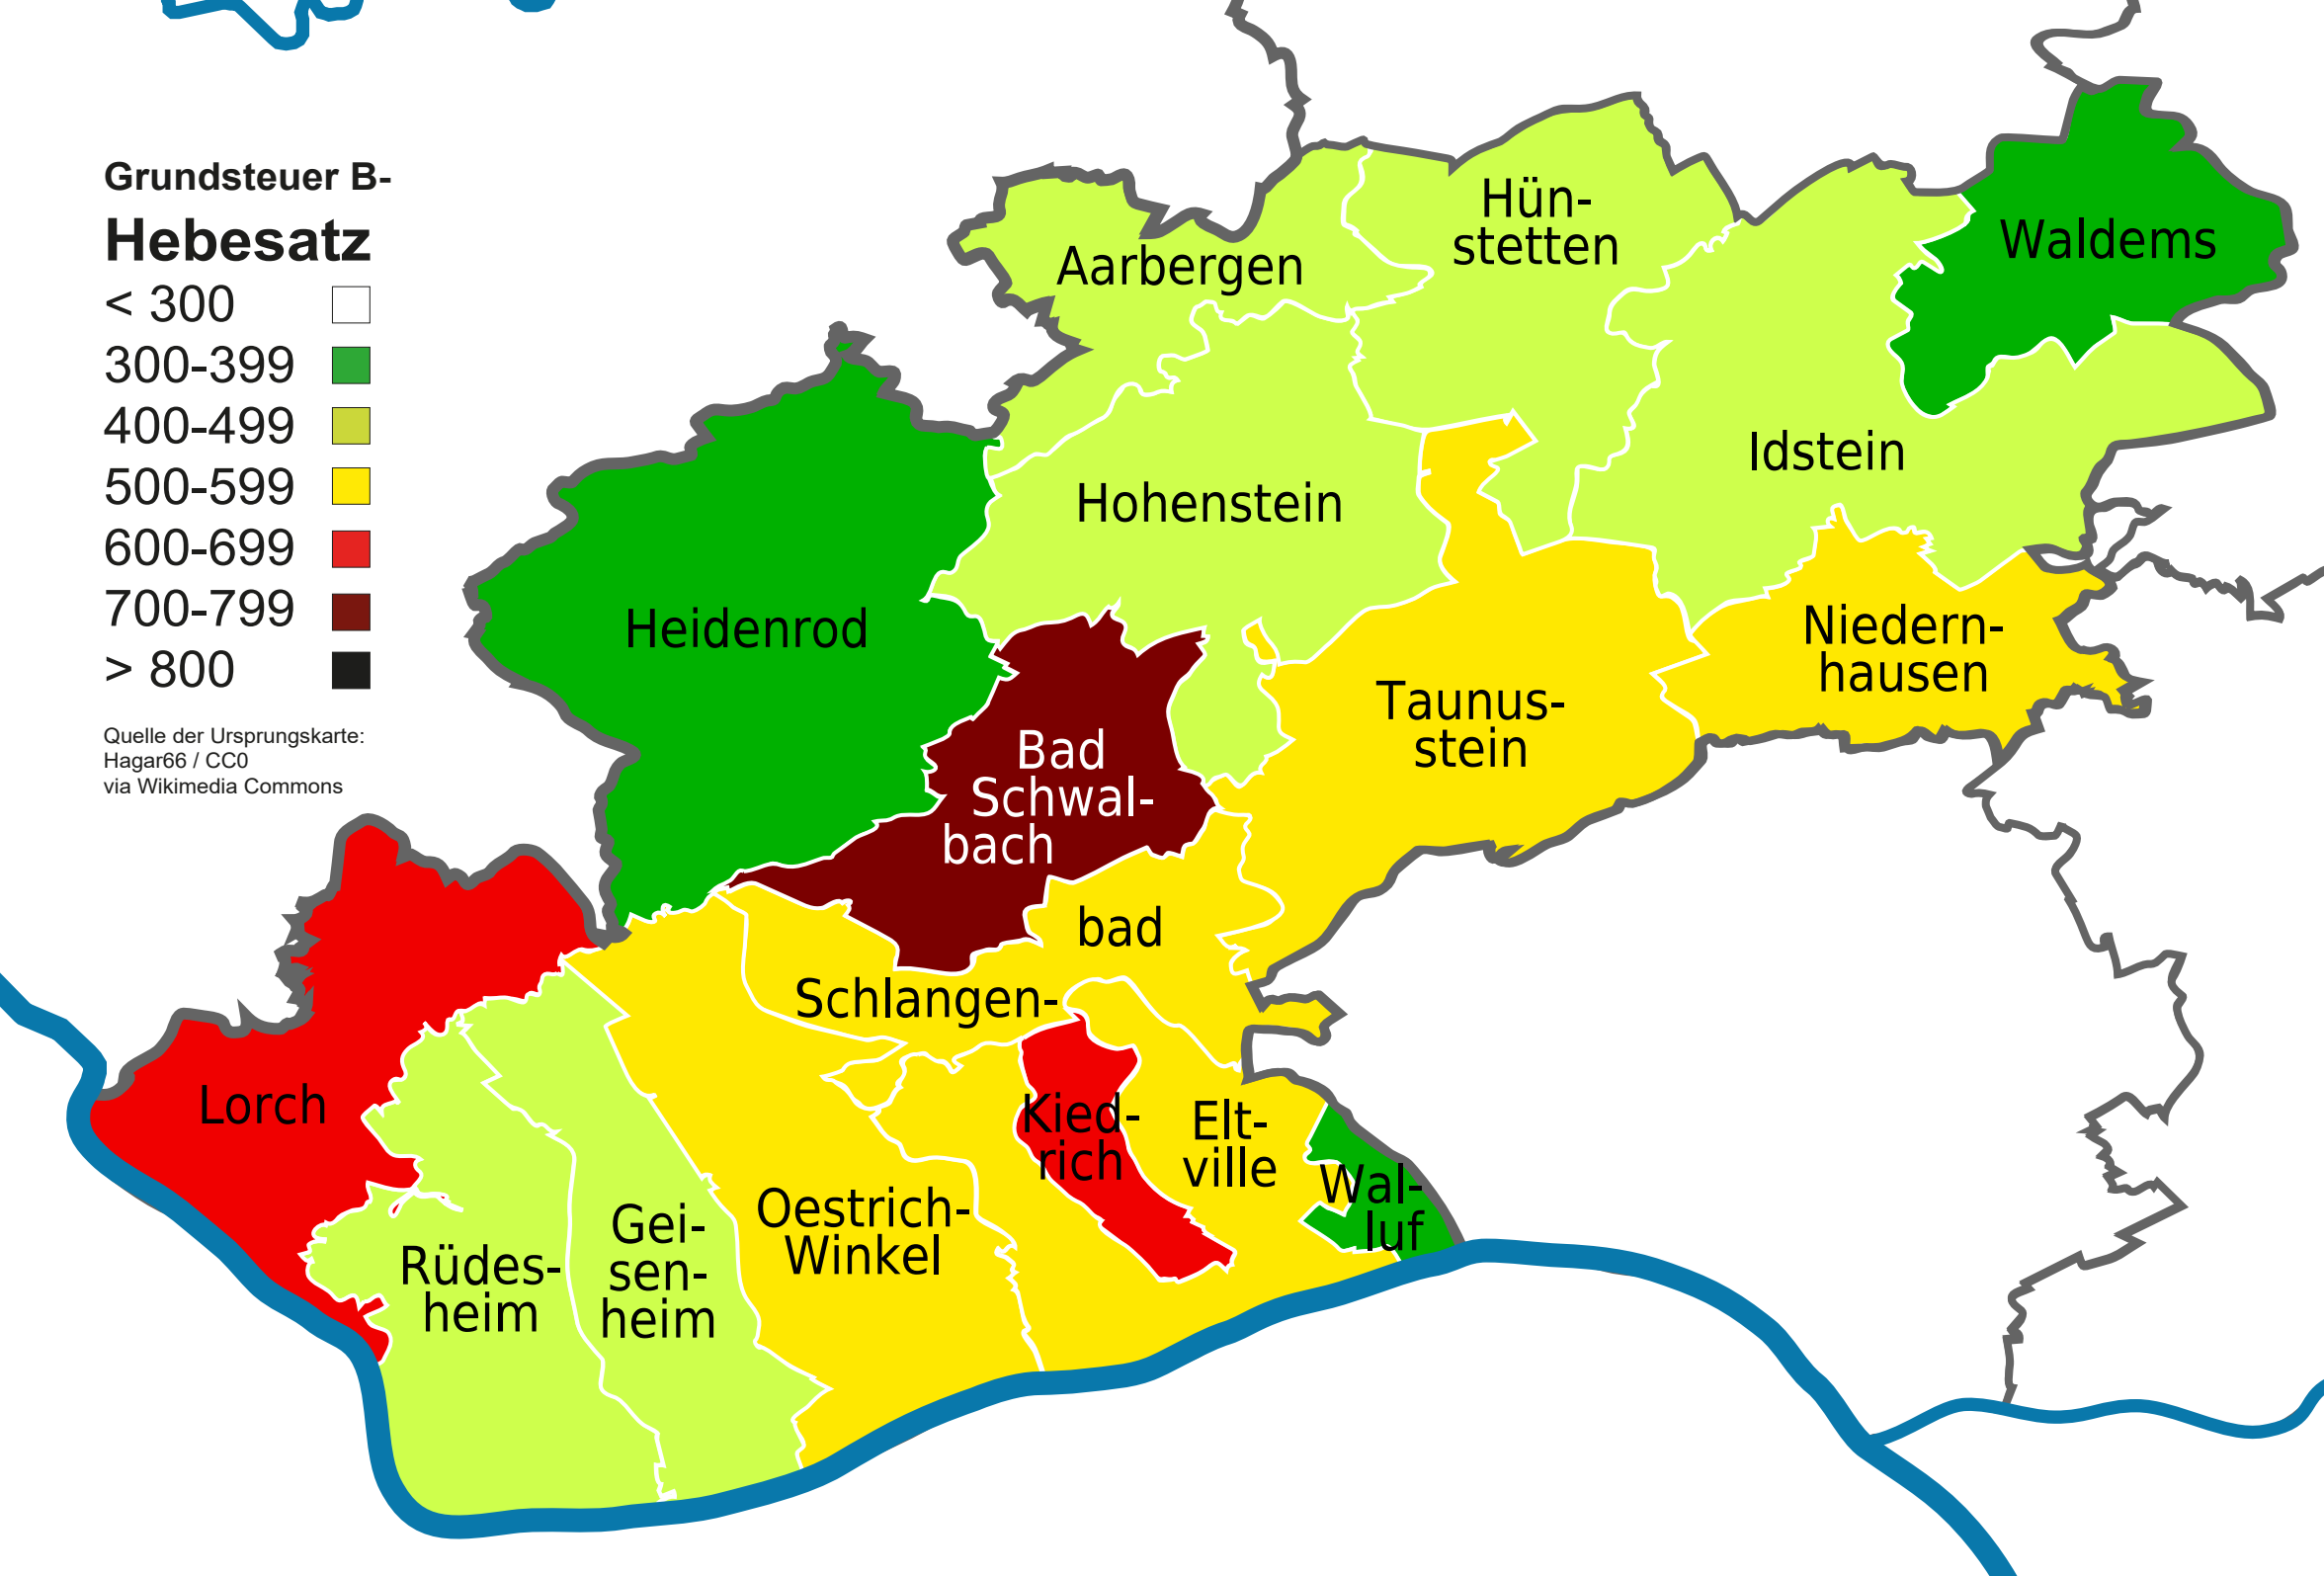 Grundsteuer B-
Hebesatz
< 300
300-399
400-499
500-599
600-699
700-799
> 800
Quelle der Ursprungskarte:
Hagar66 / CC0
via Wikimedia Commons
Hün-
stetten
Waldems
Aarbergen
Idstein
Hohenstein
Heidenrod
Niedern-
hausen
Taunus-
stein
Bad
Schwal-
bach
Schlangen-
bad
Lorch
Kied-
rich
Elt-
ville
Wal-
luf
Oestrich-
Winkel
Gei-
sen-
heim
Rüdes-
heim